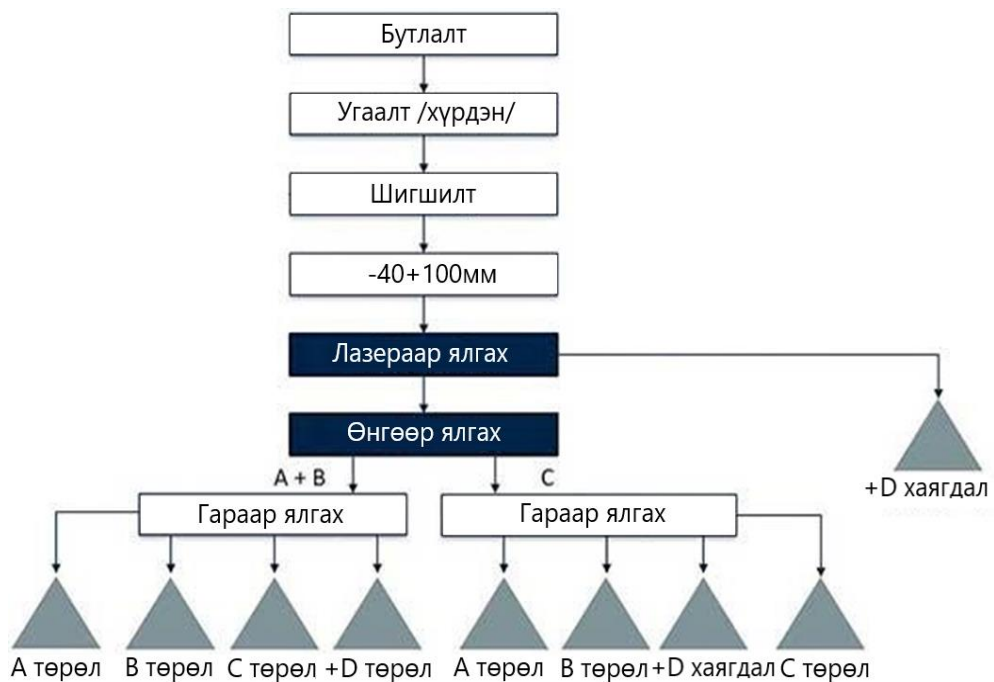 Бутлалт
Угаалт /хүрдэн/
Шигшилт
-40+100мм
Лазераар ялгах
Өнгөөр ялгах
A + B
C
+D хаягдал
Гараар ялгах
Гараар ялгах
A төрөл
B төрөл
C төрөл
+D төрөл
A төрөл
B төрөл
+D хаягдал
C төрөл